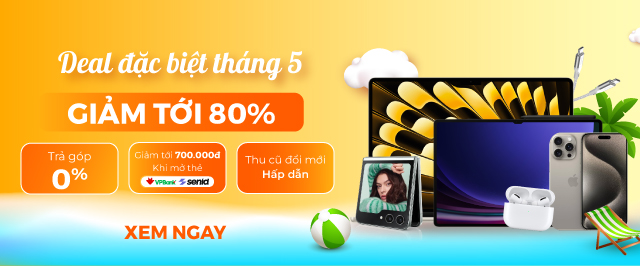 Deal đặc biệt tháng 5
GIẢM TỚI 80%
Trả góp
0%
Giảm tới 700.000đ
Khi mở thẻ
VPBank senid
Thu cũ đổi mới
Hấp dẫn
XEM NGAY